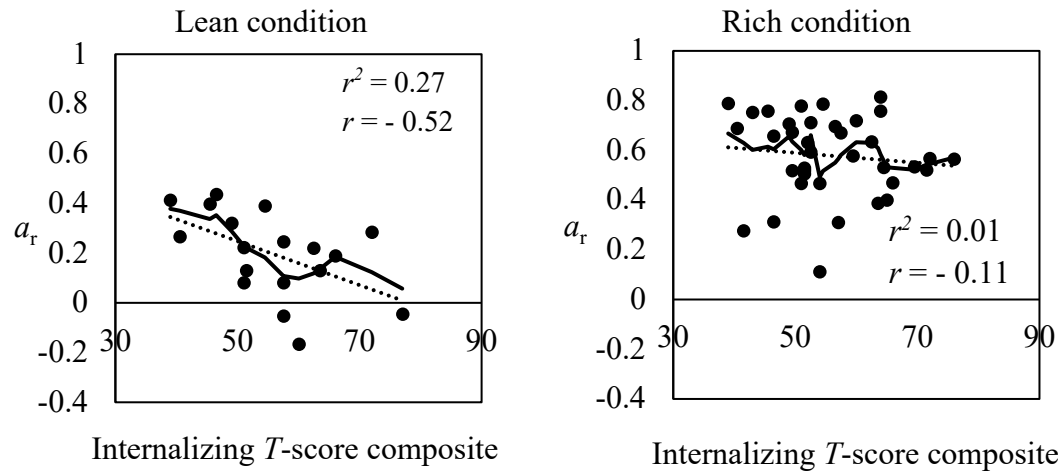 Lean condition
1
0.8
0.6
0.4
0.2
0
-0.2
-0.4
30 50 70 90
a_r
r² = 0.27
r = - 0.52
Internalizing T-score composite
Rich condition
1
0.8
0.6
0.4
0.2
0
-0.2
-0.4
30 50 70 90
a_r
r² = 0.01
r = - 0.11
Internalizing T-score composite